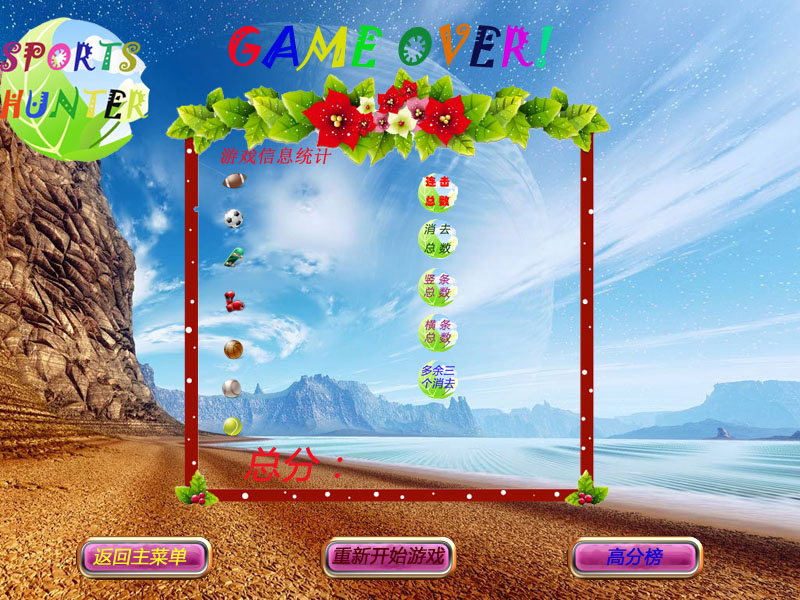 GAME OVER!
SPORTS
HUNTER
游戏信息统计
连击
总数
消去
总数
竖条
总数
横条
总数
多余三
个消去
总分：
返回主菜单
重新开始游戏
高分榜